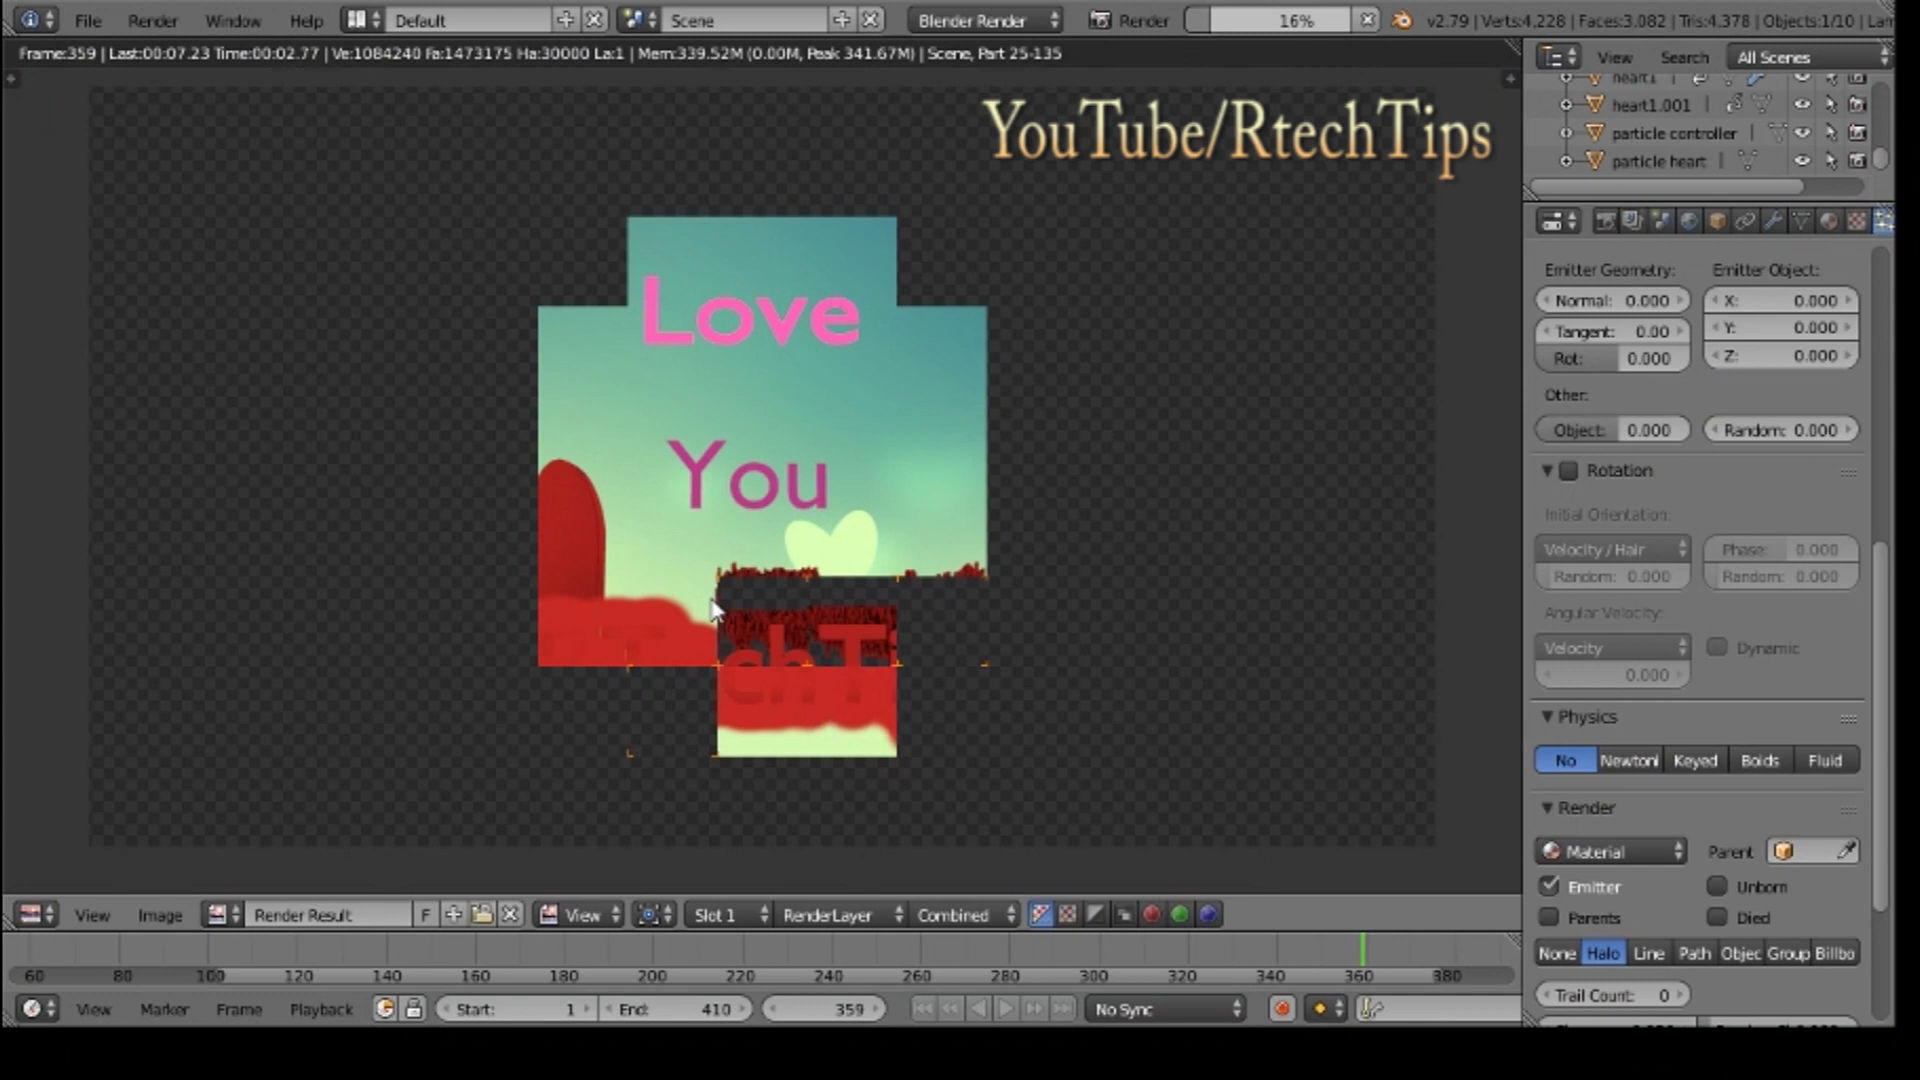 File Render Window Help Default Scene Blender Render Render 16% v2.79 | Verts:4,228 | Faces:3,082 | Tris:4,378 | Objects:1/10 | Lam
Frame:359 | Last:00:07.23 Time:00:02.77 | Ve:1084240 Fa:1473175 Ha:30000 La:1 | Mem:339.52M (0.00M, Peak 341.67M) | Scene, Part 25-135
View Search All Scenes
heart1
heart1.001
particle controller
particle heart
YouTube/RtechTips
Love
You
chTi
Emitter Geometry: Emitter Object:
Normal: 0.000 X: 0.000
Tangent: 0.00 Y: 0.000
Rot: 0.000 Z: 0.000
Other:
Object: 0.000 Random: 0.000
Rotation
Initial Orientation:
Velocity / Hair Phase: 0.000
Random: 0.000 Random: 0.000
Angular Velocity:
Velocity Dynamic
0.000
Physics
No Newtoni Keyed Boids Fluid
Render
Material Parent
Emitter Unborn
Parents Died
None Halo Line Path Objec Group Billbo
Trail Count: 0
View Image Render Result F View Slot 1 RenderLayer Combined
60 80 100 120 140 160 180 200 220 240 260 280 300 320 340 360 380
View Marker Frame Playback Start: 1 End: 410 359 No Sync